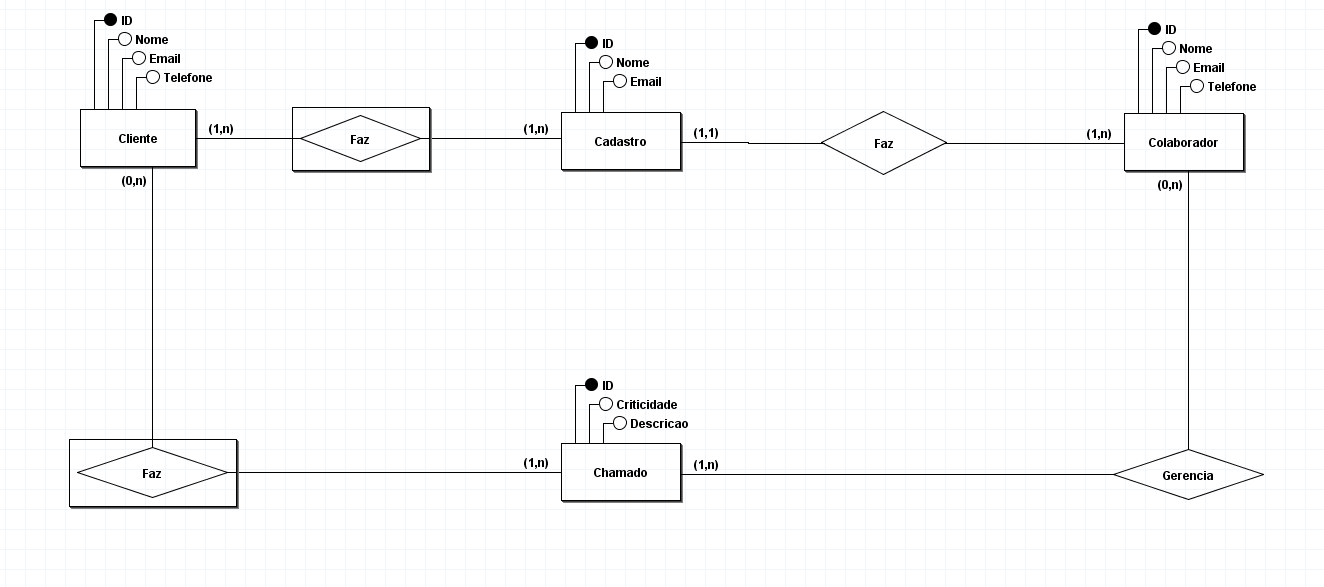 ID
Nome
Email
Telefone
Cliente
(1,n)
Faz
(1,n)
ID
Nome
Email
Cadastro
(1,1)
Faz
(1,n)
ID
Nome
Email
Telefone
Colaborador
(0,n)
(0,n)
Faz
(1,n)
ID
Criticidade
Descricao
Chamado
(1,n)
Gerencia